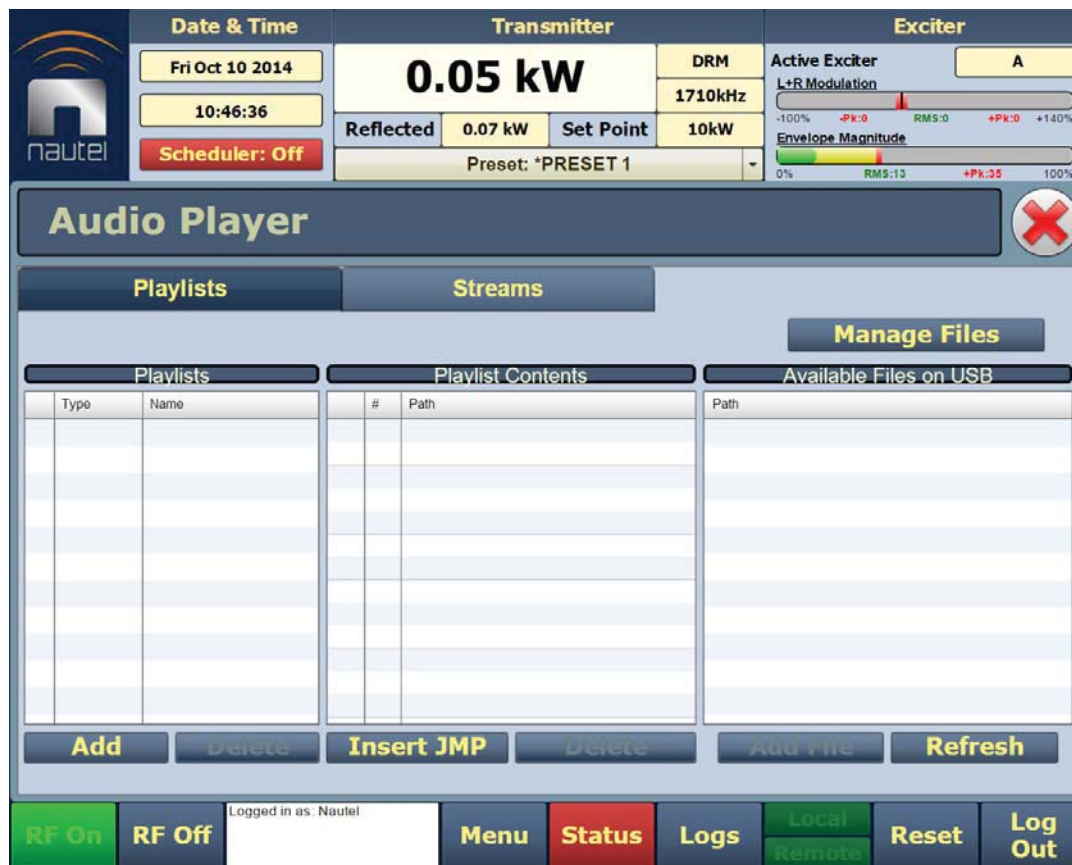 nautel
Date & Time
Fri Oct 10 2014
10:46:36
Scheduler: Off
Transmitter
0.05 kW
DRM
1710kHz
Reflected 0.07 kW Set Point 10kW
Preset: *PRESET 1
Exciter
Active Exciter A
L+R Modulation
-100% -Pk:0 RMS:0 +Pk:0 +140%
Envelope Magnitude
0% RMS:13 +Pk:35 100%
Audio Player
Playlists Streams
Manage Files
Playlists Playlist Contents Available Files on USB
Type Name # Path Path
Add Delete Insert JMP Delete Add File Refresh
RF On RF Off
Logged in as: Nautel
Menu Status Logs
Local
Remote
Reset
Log
Out